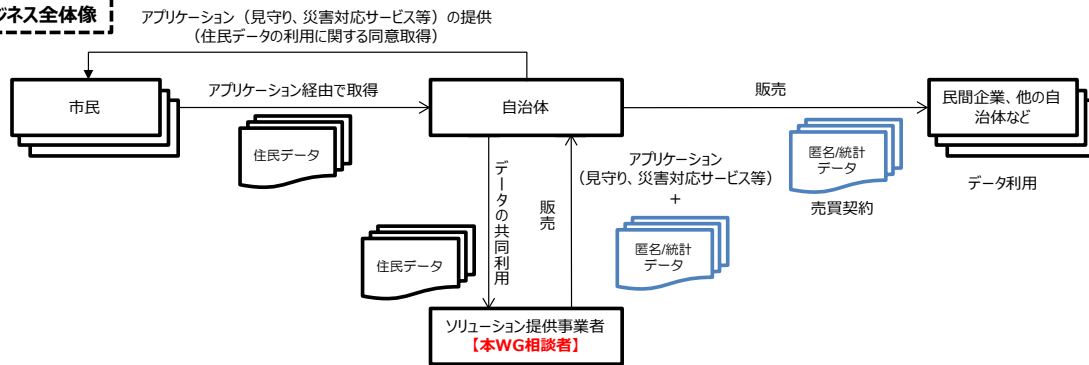 ジネス全体像
アプリケーション（見守り、災害対応サービス等）の提供
（住民データの利用に関する同意取得）
市民
アプリケーション経由で取得
住民データ
自治体
販売
匿名/統計
データ
売買契約
民間企業、他の自
治体など
データ利用
データの共同利用
住民データ
販売
アプリケーション
（見守り、災害対応サービス等）
+
匿名/統計
データ
ソリューション提供事業者
【本WG相談者】